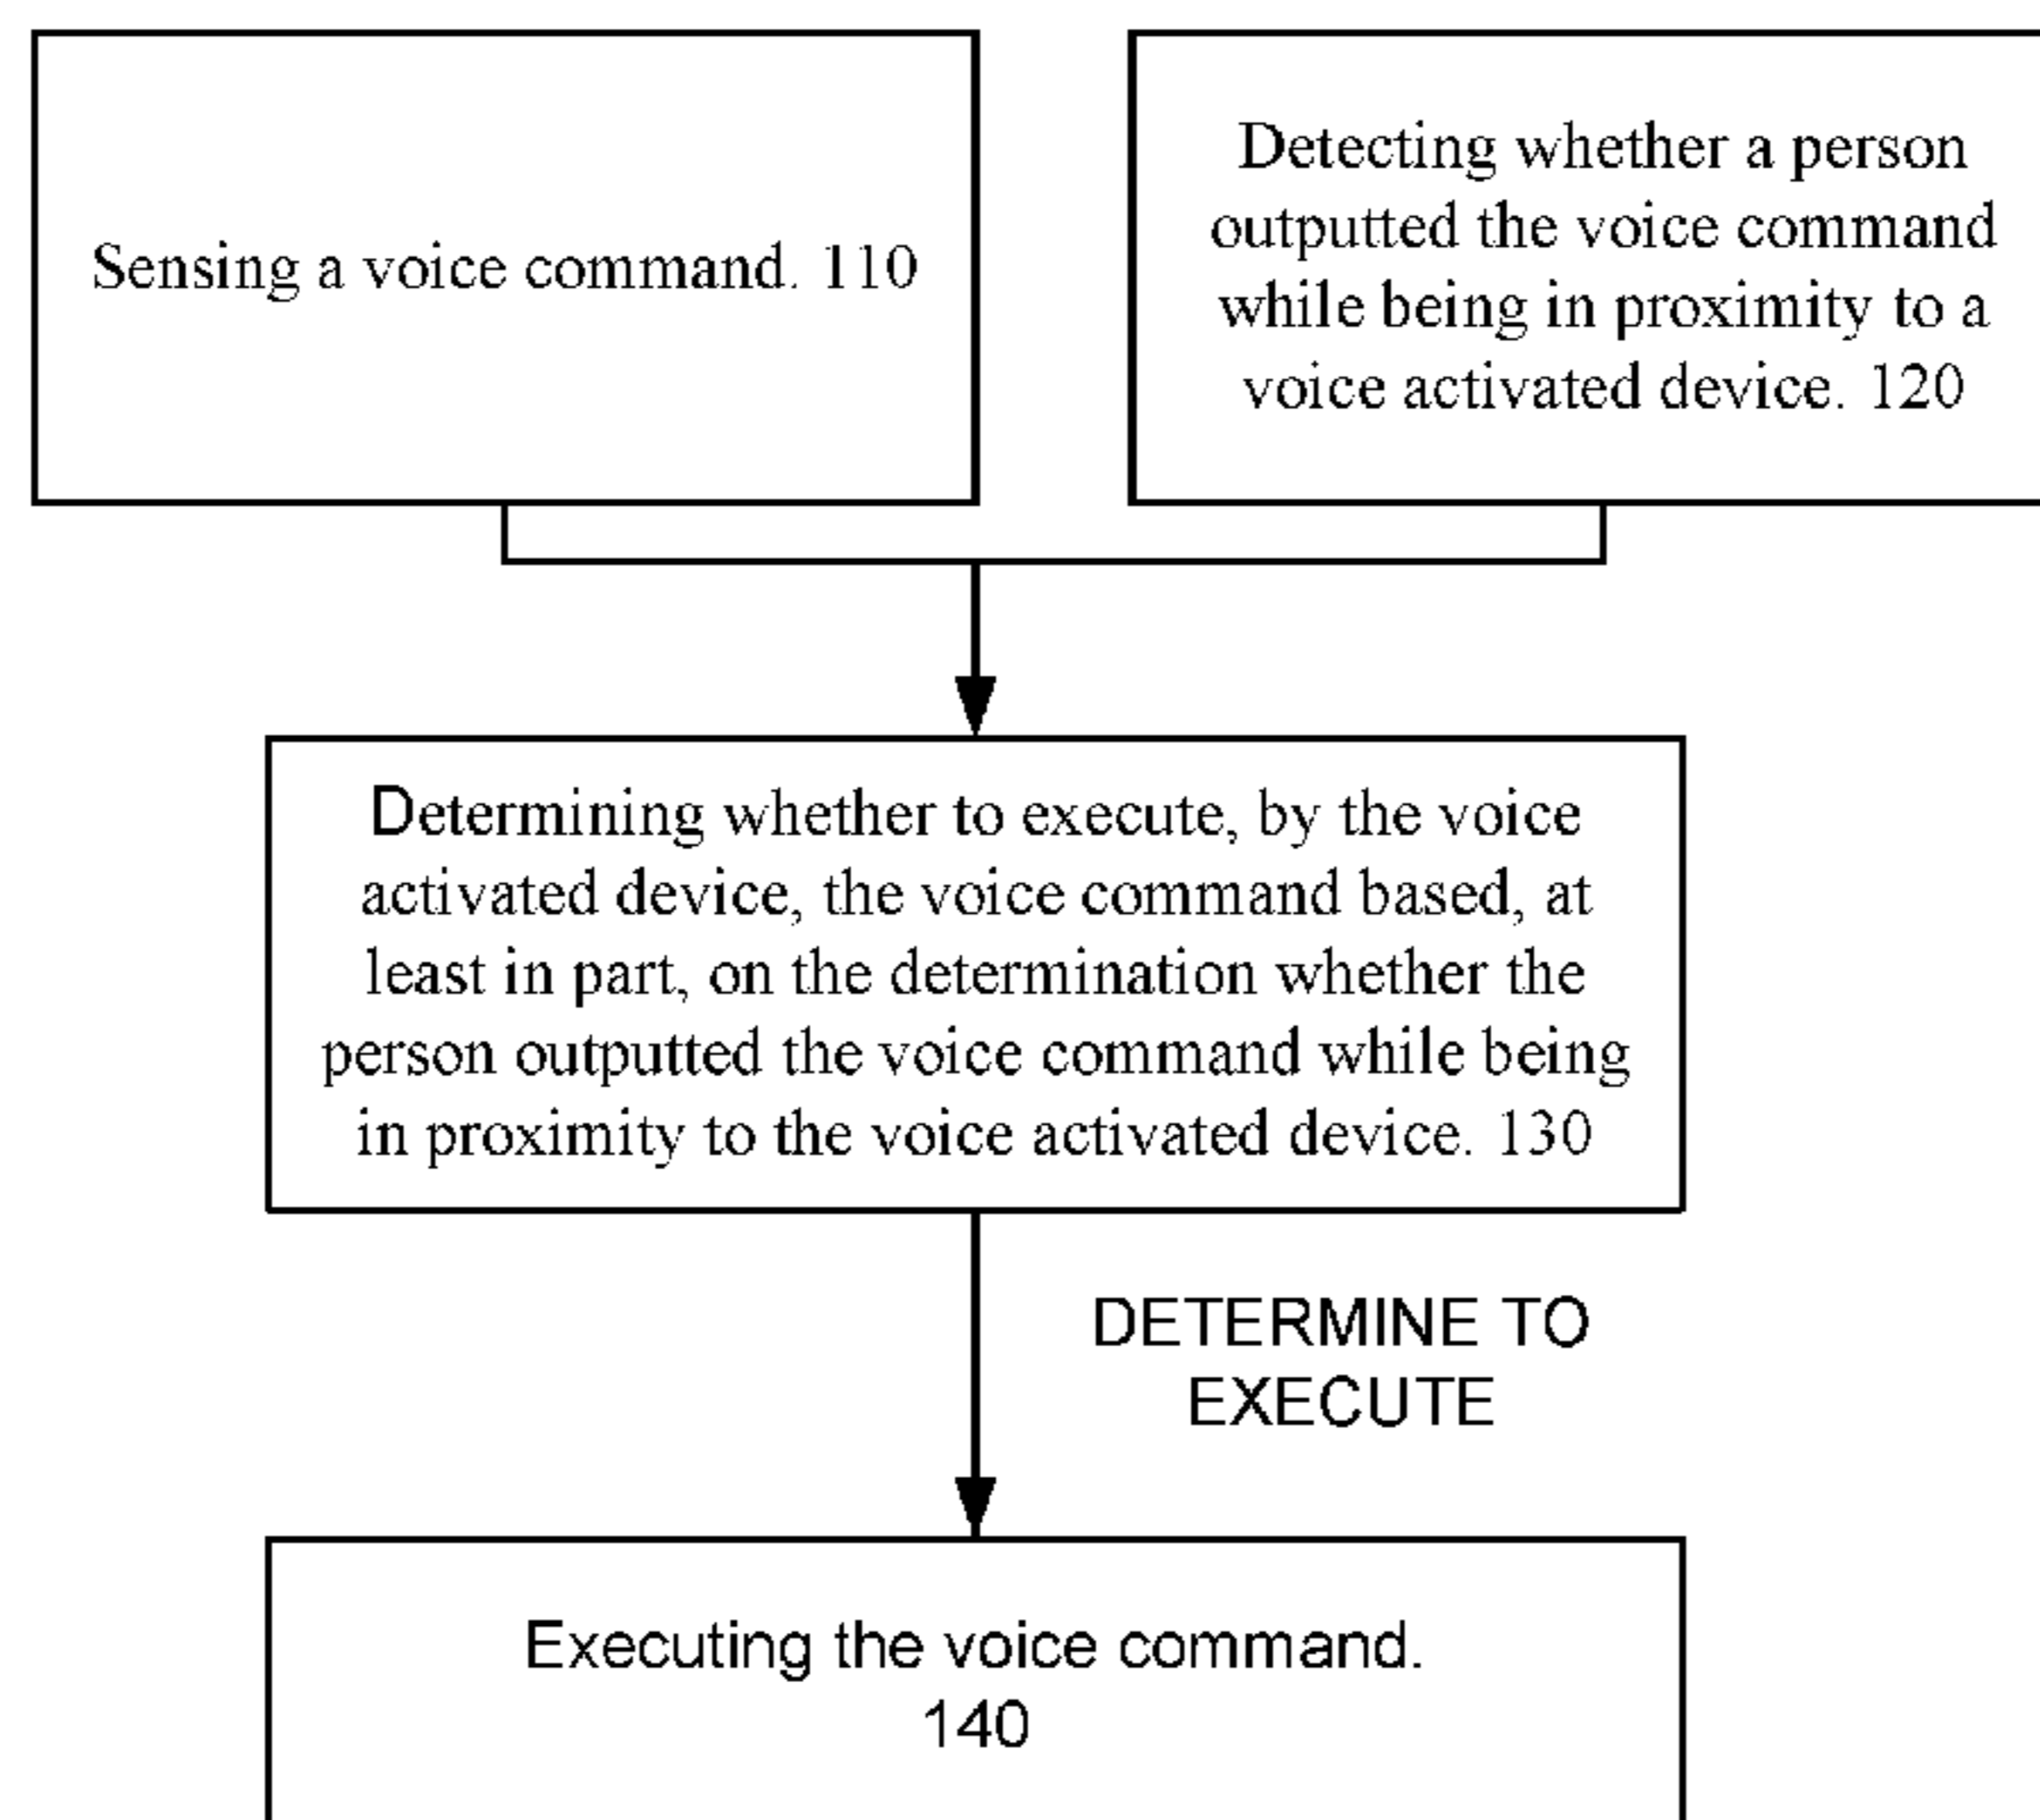 Sensing a voice command. 110
Detecting whether a person
outputted the voice command
while being in proximity to a
voice activated device. 120
Determining whether to execute, by the voice
activated device, the voice command based, at
least in part, on the determination whether the
person outputted the voice command while being
in proximity to the voice activated device. 130
DETERMINE TO
EXECUTE
Executing the voice command.
140